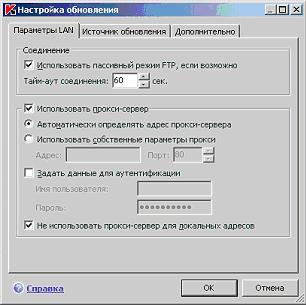 Настройка обновления
Параметры LAN Источник обновления Дополнительно
Соединение
Использовать пассивный режим FTP, если возможно
Тайм-аут соединения: 60 сек.
Использовать прокси-сервер
Автоматически определять адрес прокси-сервера
Использовать собственные параметры прокси
Адрес: Порт: 80
Задать данные для аутентификации
Имя пользователя:
Пароль: ●●●●●●●●●●
Не использовать прокси-сервер для локальных адресов
Справка OK Отмена